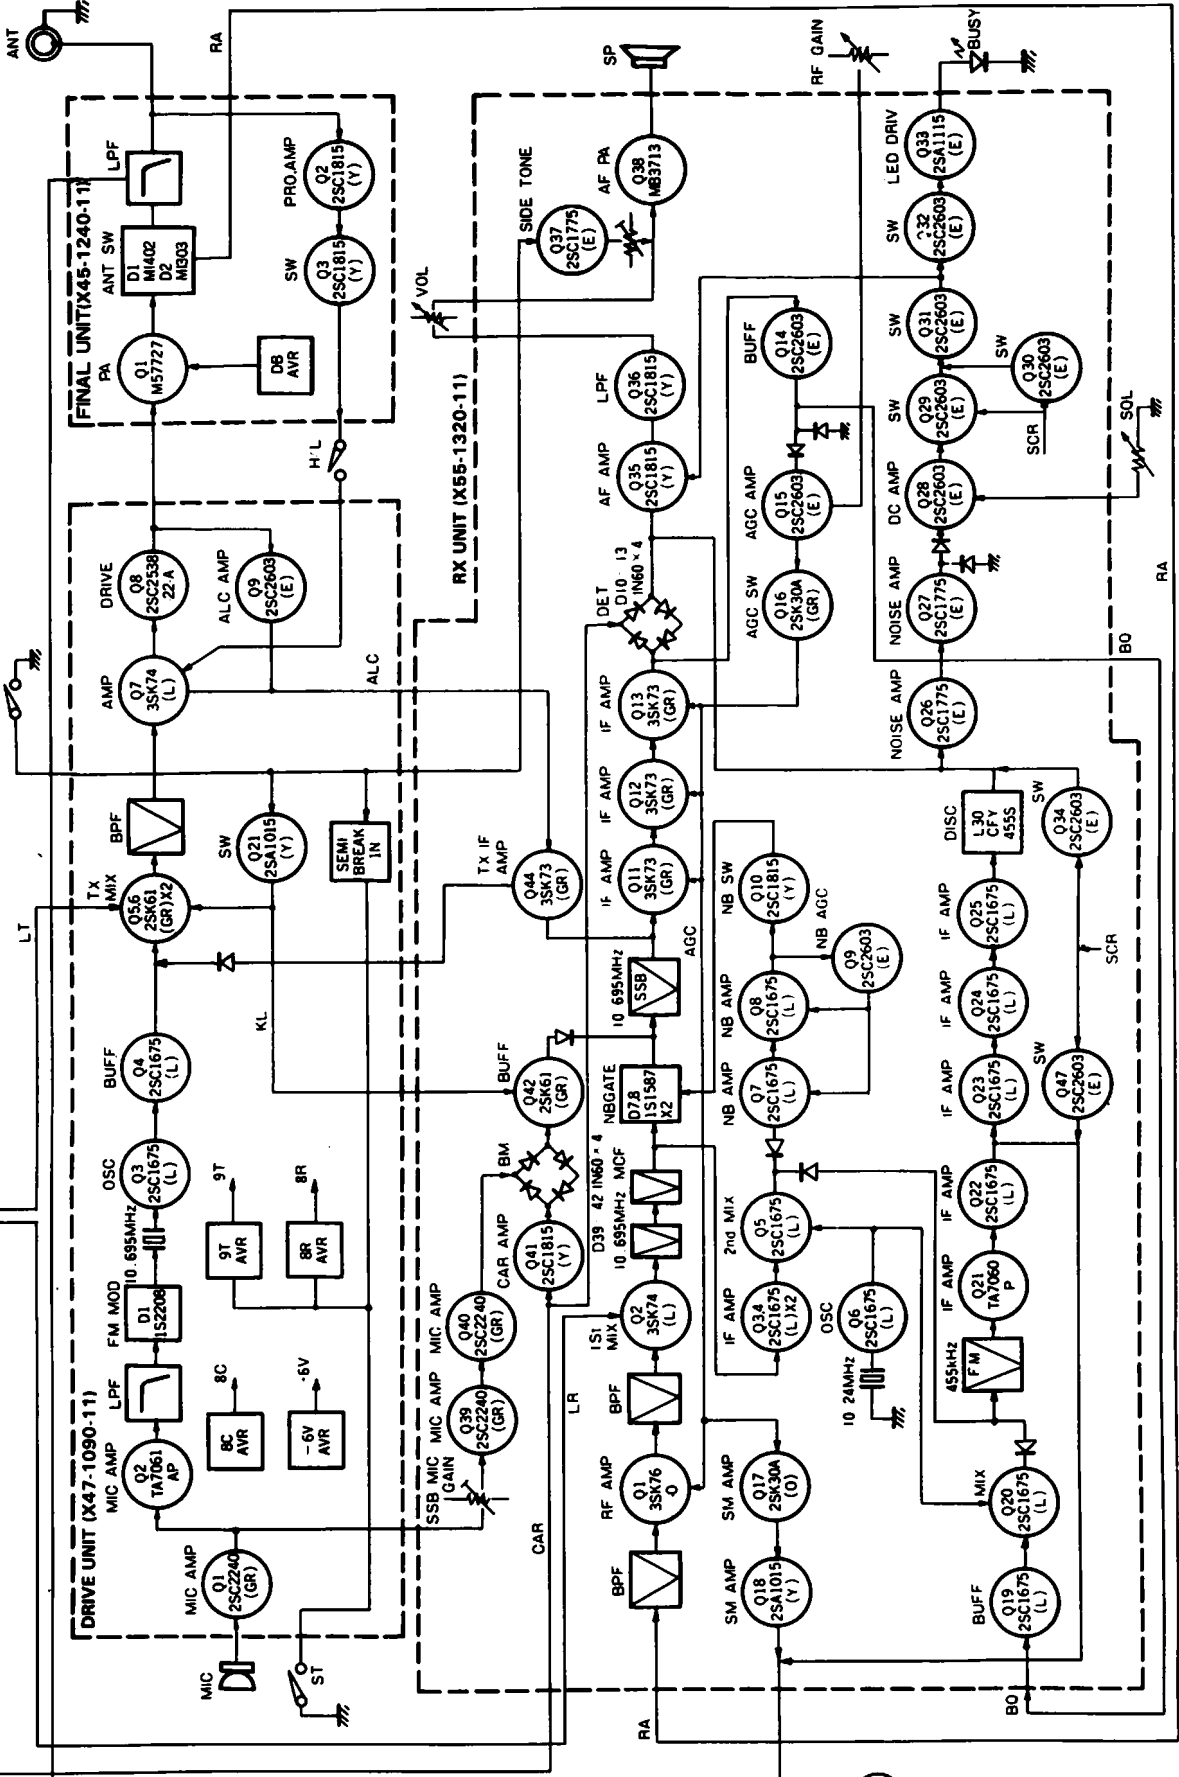 ANT
RA
FINAL UNIT(X45-1240-11)
PA
Q1
M57727
ANT SW
D1
MI402
D2
MI303
LPF
PRO.AMP
Q2
2SC1815
(Y)
SW
Q3
2SC1815
(Y)
DB
AVR
H/L
DRIVE UNIT (X47-1090-11)
MIC
MIC AMP
Q1
2SC2240
(GR)
MIC AMP
Q2
TA7061
AP
LPF
FM MOD
D1
1S2208
10.695MHz
OSC
Q3
2SC1675
(L)
BUFF
Q4
2SC1675
(L)
TX
MIX
Q5,6
2SK61
(GR)X2
BPF
AMP
Q7
3SK74
(L)
DRIVE
Q8
2SC2538
22-A
ALC AMP
Q9
2SC2603
(E)
8C
AVR
8C
-6V
AVR
-6V
9T
AVR
9T
8R
AVR
8R
SW
Q21
2SA1015
(Y)
SEMI
BREAK
IN
ST
LT
KL
ALC
RX UNIT (X55-1320-11)
SSB MIC
GAIN
MIC AMP
Q39
2SC2240
(GR)
MIC AMP
Q40
2SC2240
(GR)
CAR AMP
Q41
2SC1815
(Y)
BM
D39 42 IN60 × 4
BUFF
Q42
2SK61
(GR)
Tx IF
AMP
Q44
3SK73
(GR)
SIDE TONE
Q37
2SC1775
(E)
VOL
CAR
LR
BPF
RF AMP
Q1
3SK76
O
BPF
1St
MIX
Q2
3SK74
(L)
10.695MHz MCF
NBGATE
D7,8
1S1587
X2
10 695MHz
SSB
IF AMP
Q11
3SK73
(GR)
IF AMP
Q12
3SK73
(GR)
IF AMP
Q13
3SK73
(GR)
DET
D10 13
IN60 × 4
AF AMP
Q35
2SC1815
(Y)
LPF
Q36
2SC1815
(Y)
AF PA
Q38
MB3713
SP
AGC
SM AMP
Q18
2SA1015
(Y)
SM AMP
Q17
2SK30A
(O)
IF AMP
Q3,4
2SC1675
(L)X2
2nd MIX
Q5
2SC1675
(L)
OSC
Q6
2SC1675
(L)
10 24MHz
NB AMP
Q7
2SC1675
(L)
NB AMP
Q8
2SC1675
(L)
NB SW
Q10
2SC1815
(Y)
NB AGC
Q9
2SC2603
(E)
AGC SW
Q16
2SK30A
(GR)
AGC AMP
Q15
2SC2603
(E)
BUFF
Q14
2SC2603
(E)
RF GAIN
BUFF
Q19
2SC1675
(L)
MIX
Q20
2SC1675
(L)
455kHz
FM
IF AMP
Q21
TA7060
P
IF AMP
Q22
2SC1675
(L)
IF AMP
Q23
2SC1675
(L)
IF AMP
Q24
2SC1675
(L)
IF AMP
Q25
2SC1675
(L)
DISC
L30
CFY
455S
SW
Q47
2SC2603
(E)
SW
Q34
2SC2603
(E)
SCR
NOISE AMP
Q26
2SC1775
(E)
NOISE AMP
Q27
2SC1775
(E)
DC AMP
Q28
2SC2603
(E)
SW
Q29
2SC2603
(E)
SW
Q30
2SC2603
(E)
SCR
SW
Q31
2SC2603
(E)
SW
Q32
2SC2603
(E)
LED DRIV
Q33
2SA1115
(E)
BUSY
SQL
RA
BO
BO
RA